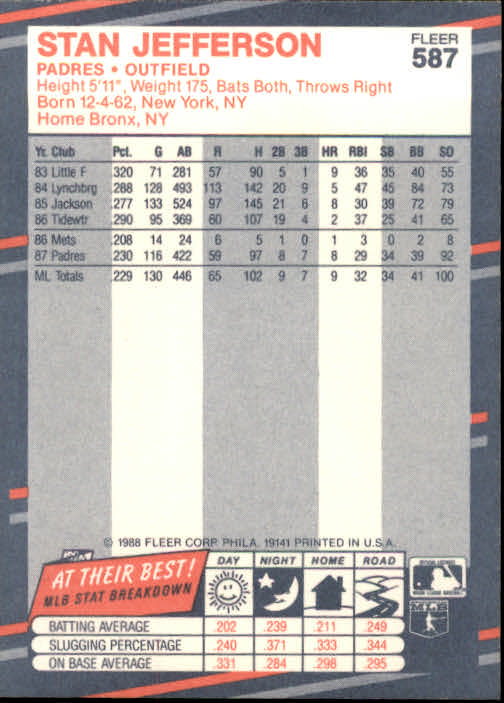 STAN JEFFERSON
FLEER
587
PADRES • OUTFIELD
Height 5'11", Weight 175, Bats Both, Throws Right
Born 12-4-62, New York, NY
Home Bronx, NY
Yr. Club Pct. G AB R H 2B 3B HR RBI SB BB SO
83 Little F .320 71 281 57 90 5 1 9 36 35 40 55
84 Lynchbrg .288 128 493 113 142 20 9 5 47 45 84 73
85 Jackson .277 133 524 97 145 21 6 8 30 39 72 79
86 Tidewtr .290 95 369 60 107 19 4 2 37 25 41 65
86 Mets .208 14 24 6 5 1 0 1 3 0 2 8
87 Padres .230 116 422 59 97 8 7 8 29 34 39 92
ML Totals .229 130 446 65 102 9 7 9 32 34 41 100
© 1988 FLEER CORP. PHILA. 19141 PRINTED IN U.S.A.
AT THEIR BEST!
MLB STAT BREAKDOWN
DAY NIGHT HOME ROAD
BATTING AVERAGE .202 .239 .211 .249
SLUGGING PERCENTAGE .240 .371 .333 .344
ON BASE AVERAGE .331 .284 .298 .295